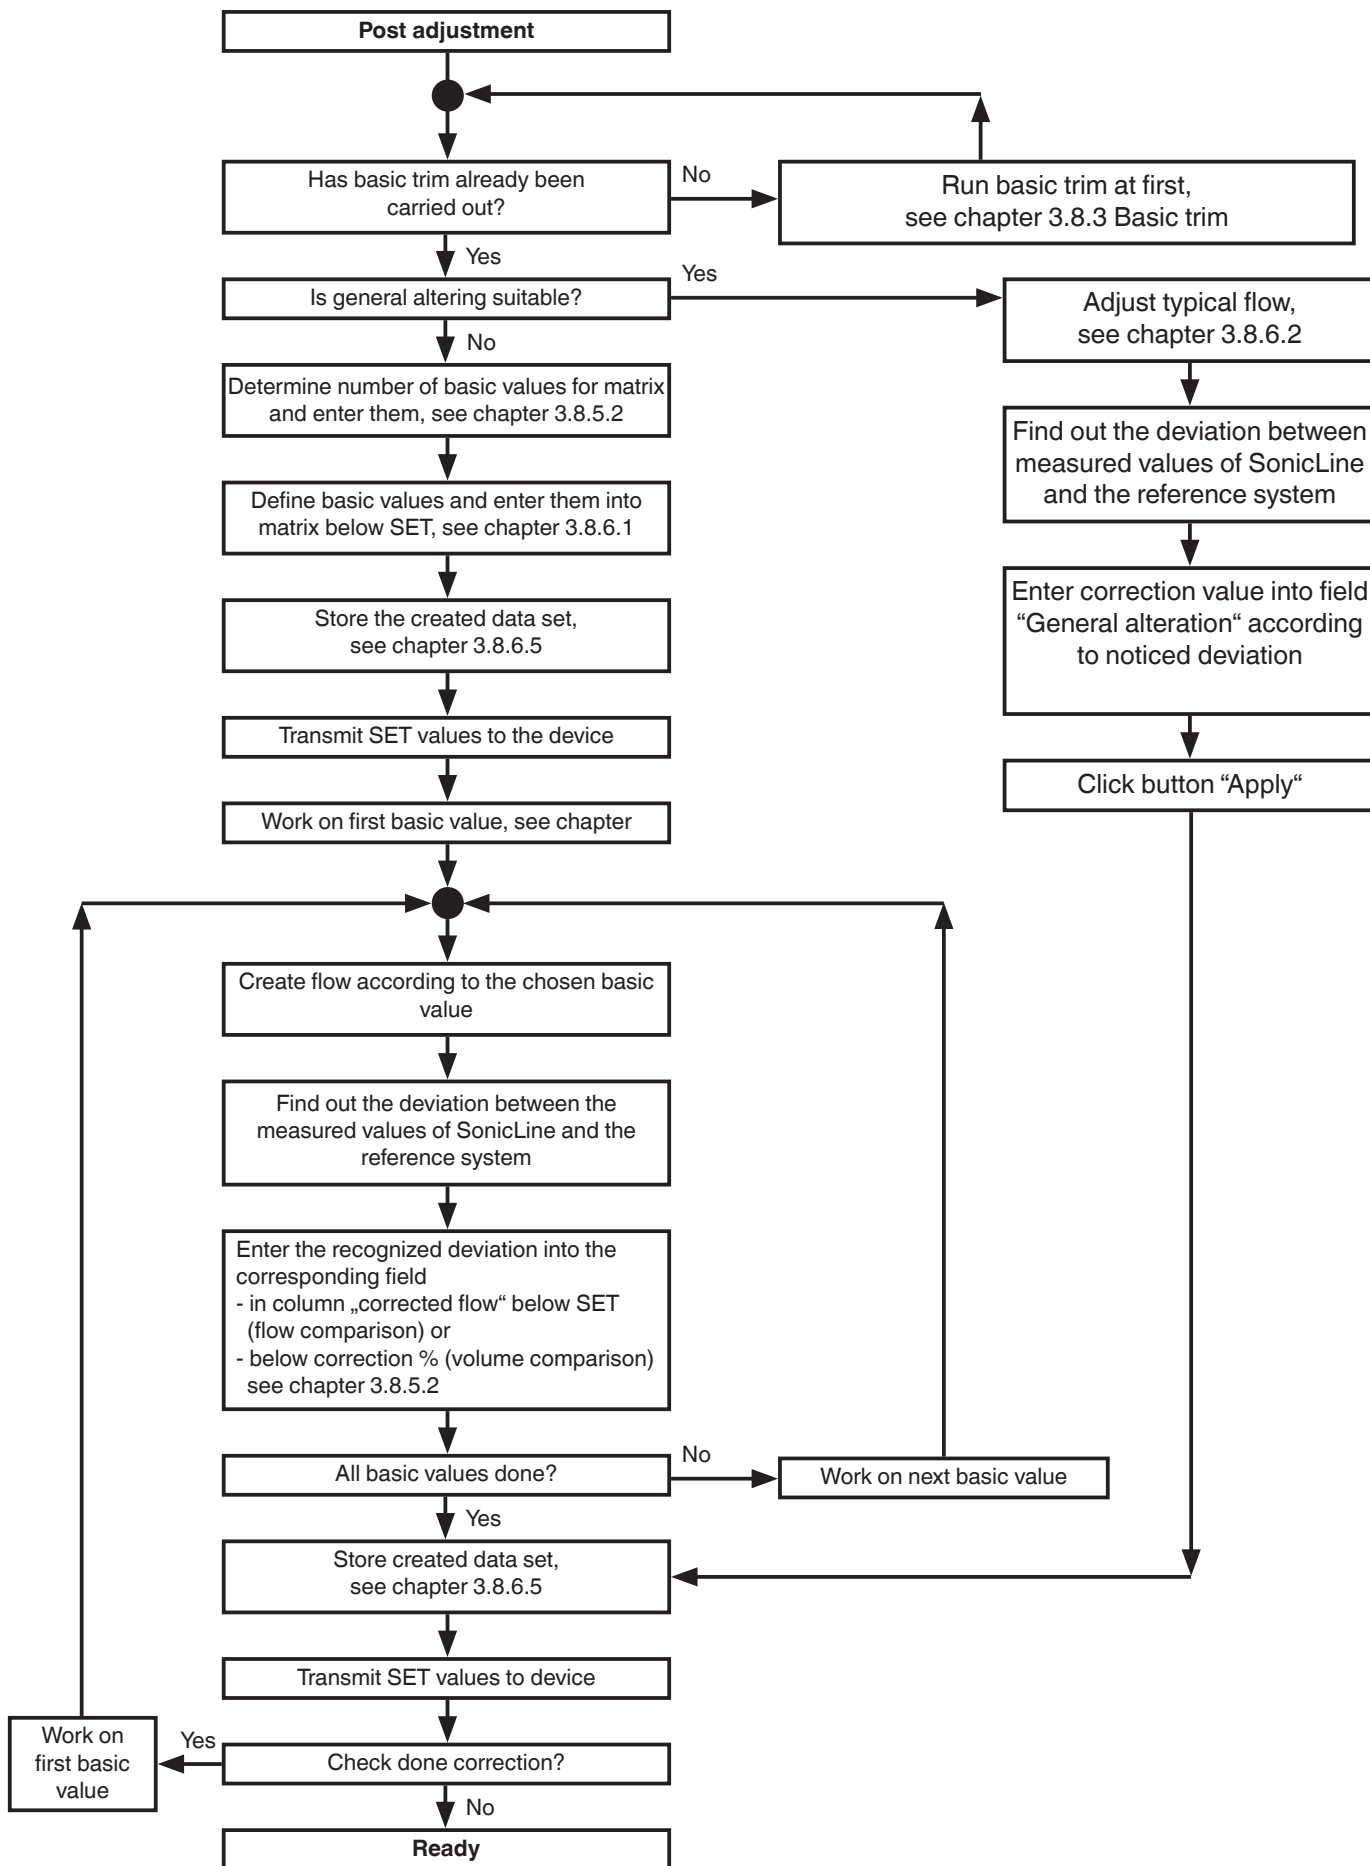 Post adjustment
Has basic trim already been
carried out?
No
Run basic trim at first,
see chapter 3.8.3 Basic trim
Yes
Is general altering suitable?
Yes
Adjust typical flow,
see chapter 3.8.6.2
No
Determine number of basic values for matrix
and enter them, see chapter 3.8.5.2
Find out the deviation between
measured values of SonicLine
and the reference system
Define basic values and enter them into
matrix below SET, see chapter 3.8.6.1
Enter correction value into field
“General alteration“ according
to noticed deviation
Store the created data set,
see chapter 3.8.6.5
Transmit SET values to the device
Click button “Apply“
Work on first basic value, see chapter
Create flow according to the chosen basic
value
Find out the deviation between the
measured values of SonicLine and the
reference system
Enter the recognized deviation into the
corresponding field
- in column „corrected flow“ below SET
(flow comparison) or
- below correction % (volume comparison)
see chapter 3.8.5.2
All basic values done?
No
Work on next basic value
Yes
Store created data set,
see chapter 3.8.6.5
Transmit SET values to device
Work on
first basic
value
Yes
Check done correction?
No
Ready